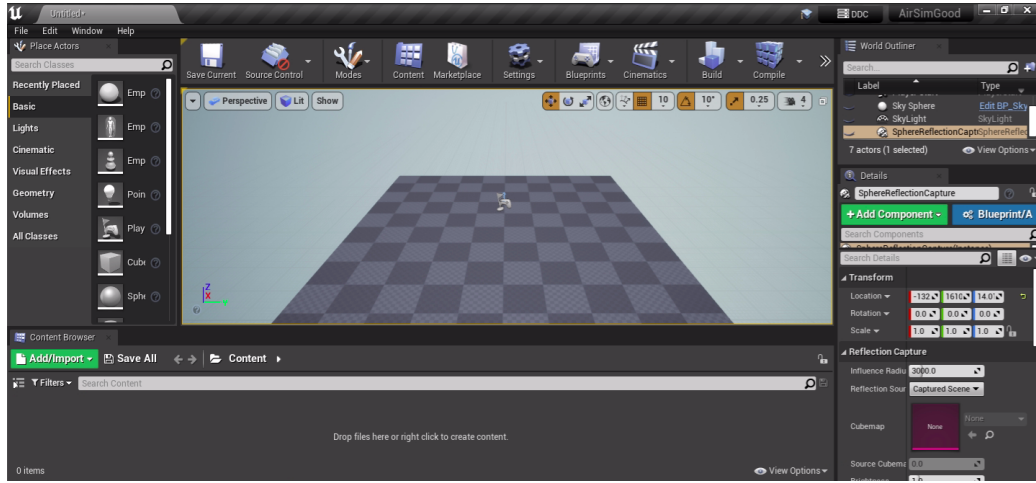 Untitled*
DDC
AirSimGood
File Edit Window Help
Place Actors
Search Classes
Recently Placed
Basic
Lights
Cinematic
Visual Effects
Geometry
Volumes
All Classes
Emp
Emp
Emp
Poin
Play
Cube
Sphe
Save Current
Source Control
Modes
Content
Marketplace
Settings
Blueprints
Cinematics
Build
Compile
Perspective
Lit
Show
10
10°
0.25
4
Z
X
World Outliner
Search...
Label Type
Sky Sphere Edit BP_Sky
SkyLight SkyLight
SphereReflectionCapt SphereReflec
7 actors (1 selected) View Options
Details
SphereReflectionCapture
+Add Component Blueprint/A
Search Components
Search Details
Transform
Location -132 1610 14.0
Rotation 0.0 0.0 0.0
Scale 1.0 1.0 1.0
Reflection Capture
Influence Radiu 3000.0
Reflection Sour Captured Scene
Cubemap None None
Source Cubema 0.0
Brightness 1.0
Content Browser
Add/Import Save All Content
Filters Search Content
Drop files here or right click to create content.
0 items View Options